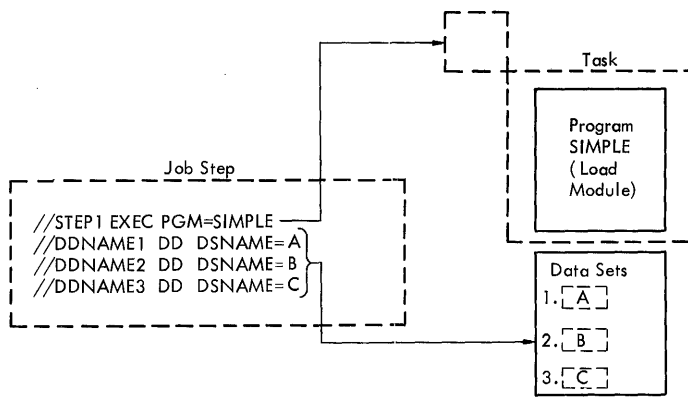 Task
Program
SIMPLE
(Load
Module)
Job Step
//STEP1 EXEC PGM=SIMPLE
//DDNAME1 DD DSNAME=A
//DDNAME2 DD DSNAME=B
//DDNAME3 DD DSNAME=C
Data Sets
1. A
2. B
3. C